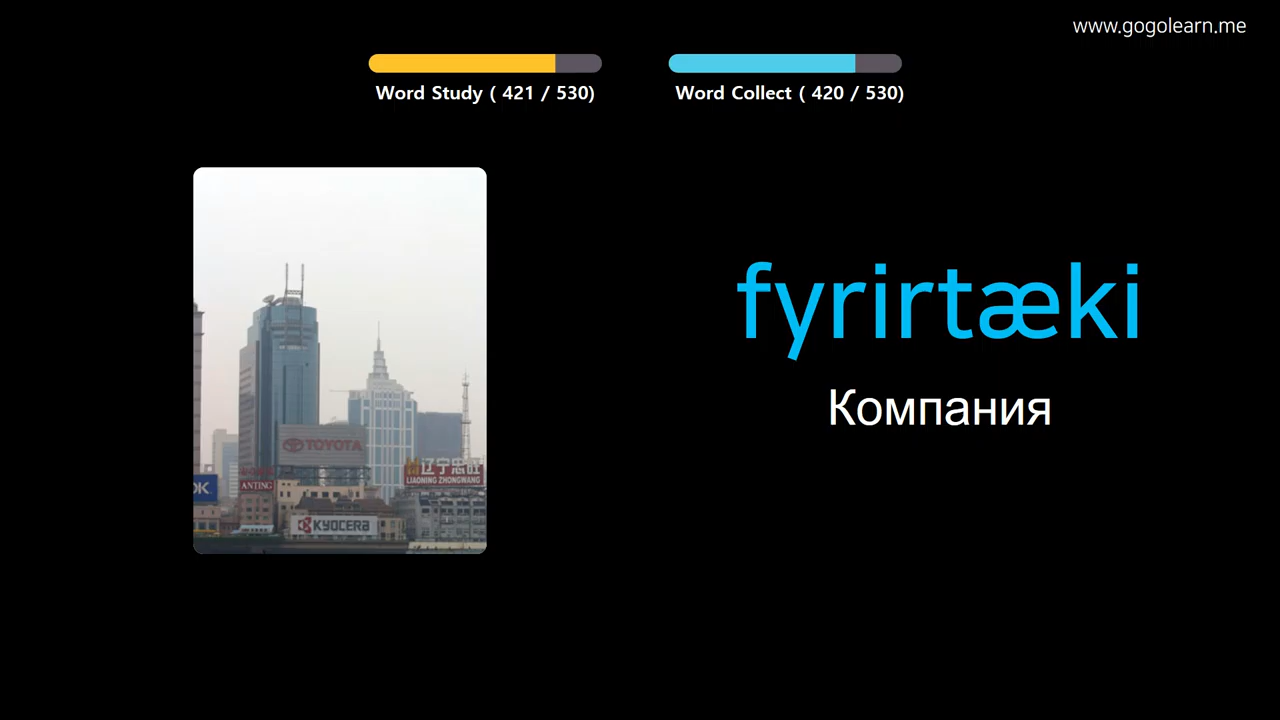 www.gogolearn.me
Word Study ( 421 / 530)
Word Collect ( 420 / 530)
fyrirtæki
Компания
TOYOTA
辽宁忠旺
LIAONING ZHONGWANG
OK
ANTING
KYOCERA